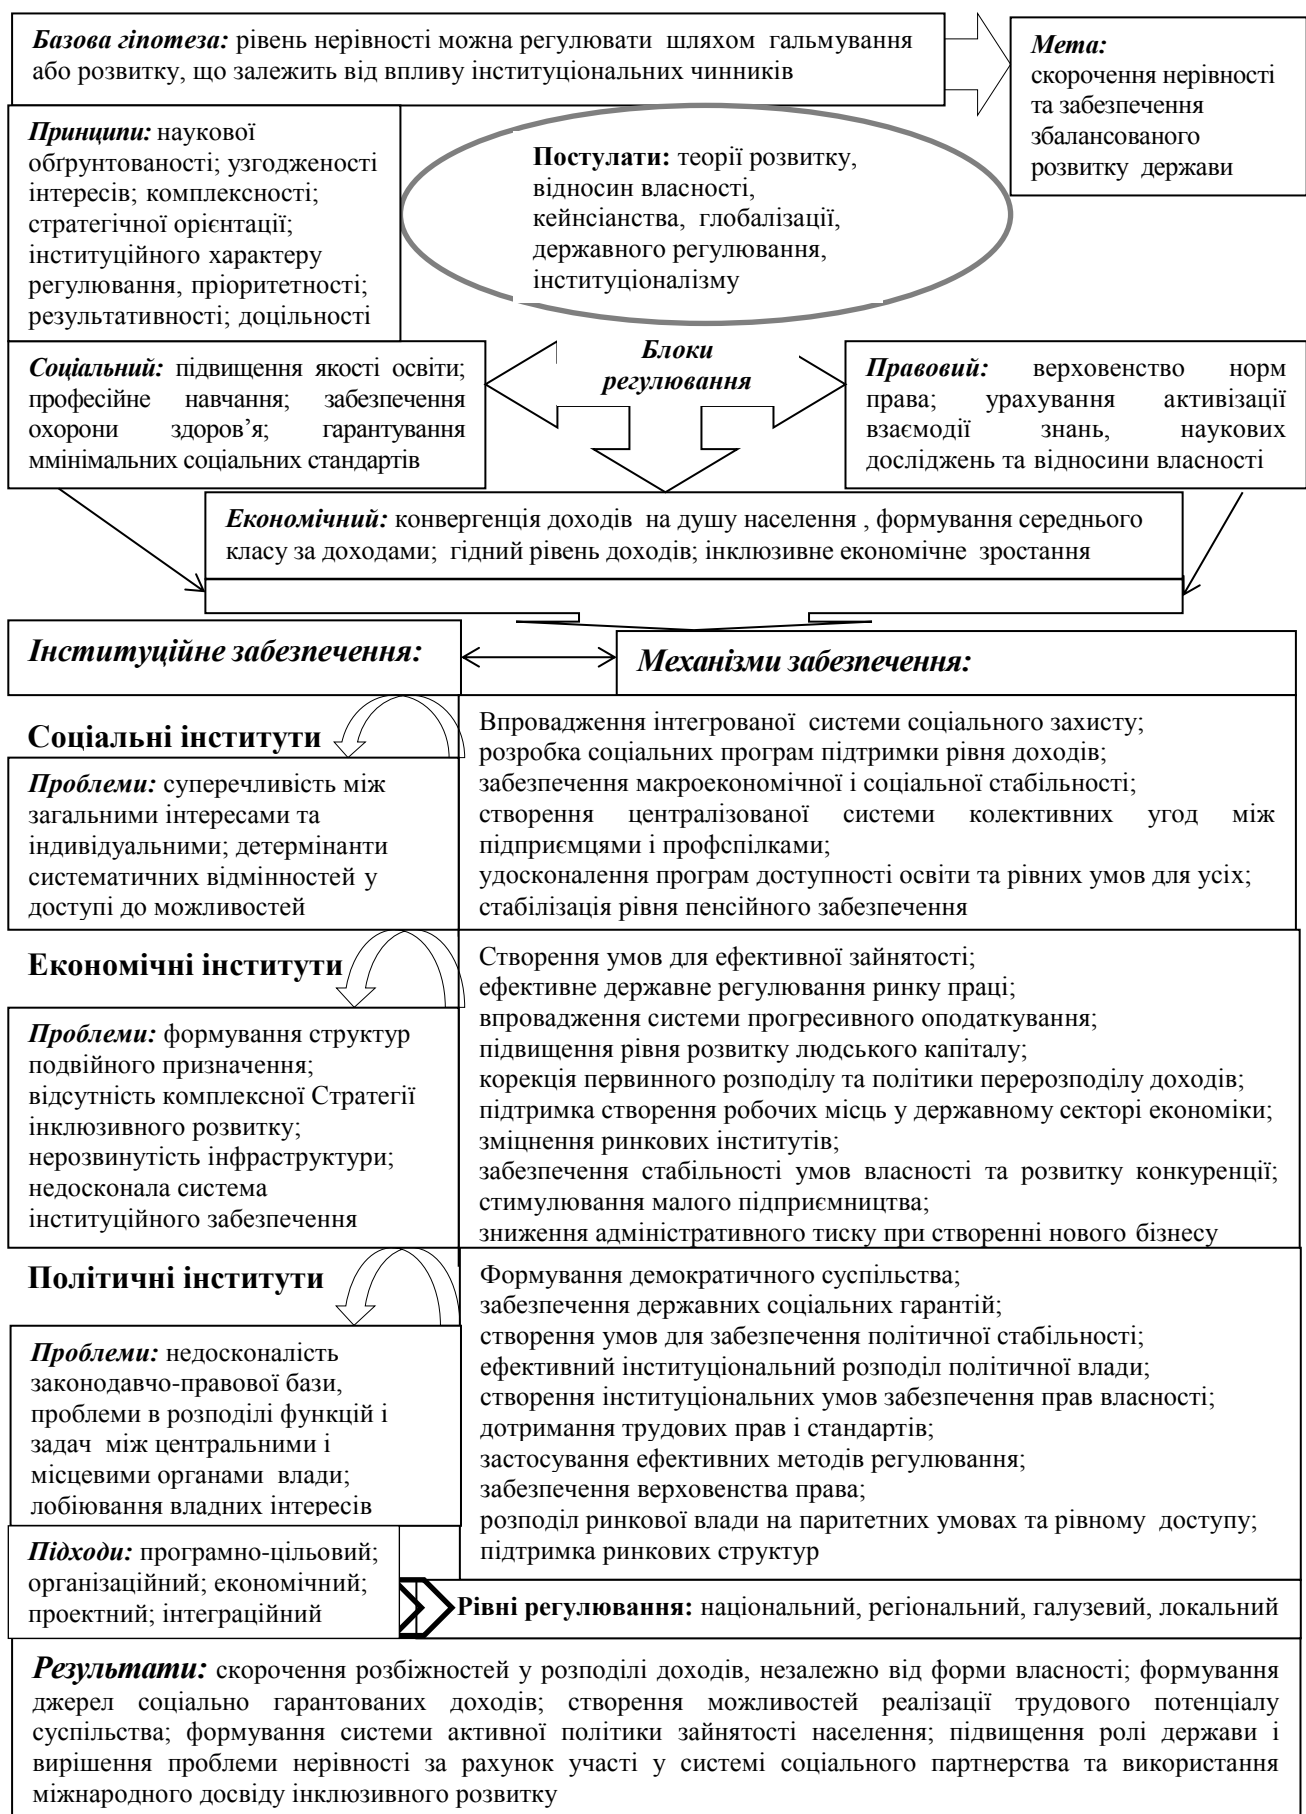 Базова гіпотеза: рівень нерівності можна регулювати шляхом гальмування
або розвитку, що залежить від впливу інституціональних чинників
Мета:
скорочення нерівності
та забезпечення
збалансованого
розвитку держави
Принципи: наукової
обґрунтованості; узгодженості
інтересів; комплексності;
стратегічної орієнтації;
інституційного характеру
регулювання, пріоритетності;
результативності; доцільності
Постулати: теорії розвитку,
відносин власності,
кейнсіанства, глобалізації,
державного регулювання,
інституціоналізму
Блоки
регулювання
Соціальний: підвищення якості освіти;
професійне навчання; забезпечення
охорони здоров’я; гарантування
ммінімальних соціальних стандартів
Правовий: верховенство норм
права; урахування активізації
взаємодії знань, наукових
досліджень та відносини власності
Економічний: конвергенція доходів на душу населення , формування середнього
класу за доходами; гідний рівень доходів; інклюзивне економічне зростання
Інституційне забезпечення:
Механізми забезпечення:
Соціальні інститути
Проблеми: суперечливість між
загальними інтересами та
індивідуальними; детермінанти
систематичних відмінностей у
доступі до можливостей
Впровадження інтегрованої системи соціального захисту;
розробка соціальних програм підтримки рівня доходів;
забезпечення макроекономічної і соціальної стабільності;
створення централізованої системи колективних угод між
підприємцями і профспілками;
удосконалення програм доступності освіти та рівних умов для усіх;
стабілізація рівня пенсійного забезпечення
Економічні інститути
Проблеми: формування структур
подвійного призначення;
відсутність комплексної Стратегії
інклюзивного розвитку;
нерозвинутість інфраструктури;
недосконала система
інституційного забезпечення
Створення умов для ефективної зайнятості;
ефективне державне регулювання ринку праці;
впровадження системи прогресивного оподаткування;
підвищення рівня розвитку людського капіталу;
корекція первинного розподілу та політики перерозподілу доходів;
підтримка створення робочих місць у державному секторі економіки;
зміцнення ринкових інститутів;
забезпечення стабільності умов власності та розвитку конкуренції;
стимулювання малого підприємництва;
зниження адміністративного тиску при створенні нового бізнесу
Політичні інститути
Проблеми: недосконалість
законодавчо-правової бази,
проблеми в розподілі функцій і
задач між центральними і
місцевими органами влади;
лобіювання владних інтересів
Формування демократичного суспільства;
забезпечення державних соціальних гарантій;
створення умов для забезпечення політичної стабільності;
ефективний інституціональний розподіл політичної влади;
створення інституціональних умов забезпечення прав власності;
дотримання трудових прав і стандартів;
застосування ефективних методів регулювання;
забезпечення верховенства права;
розподіл ринкової влади на паритетних умовах та рівному доступу;
підтримка ринкових структур
Підходи: програмно-цільовий;
організаційний; економічний;
проектний; інтеграційний
Рівні регулювання: національний, регіональний, галузевий, локальний
Результати: скорочення розбіжностей у розподілі доходів, незалежно від форми власності; формування
джерел соціально гарантованих доходів; створення можливостей реалізації трудового потенціалу
суспільства; формування системи активної політики зайнятості населення; підвищення ролі держави і
вирішення проблеми нерівності за рахунок участі у системі соціального партнерства та використання
міжнародного досвіду інклюзивного розвитку